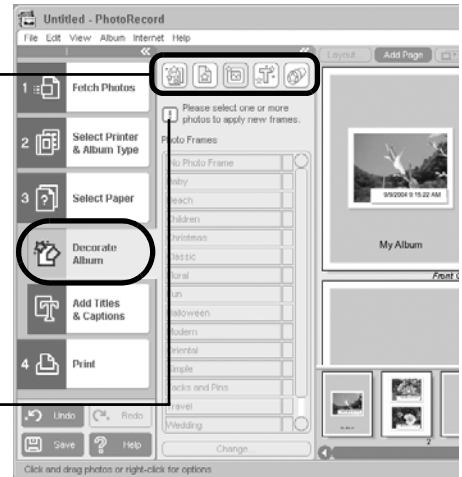 Untitled - PhotoRecord
File Edit View Album Internet Help
Layout
Add Page
1 Fetch Photos
2 Select Printer
& Album Type
3 Select Paper
Decorate
Album
Add Titles
& Captions
4 Print
Undo
Redo
Save
Help
Please select one or more
photos to apply new frames.
Photo Frames
No Photo Frame
Baby
Beach
Children
Christmas
Classic
Floral
Fun
Halloween
Modern
Oriental
Simple
Tacks and Pins
Travel
Wedding
Change...
9/9/2004 9:15:22 AM
My Album
Front
2
Click and drag photos or right-click for options